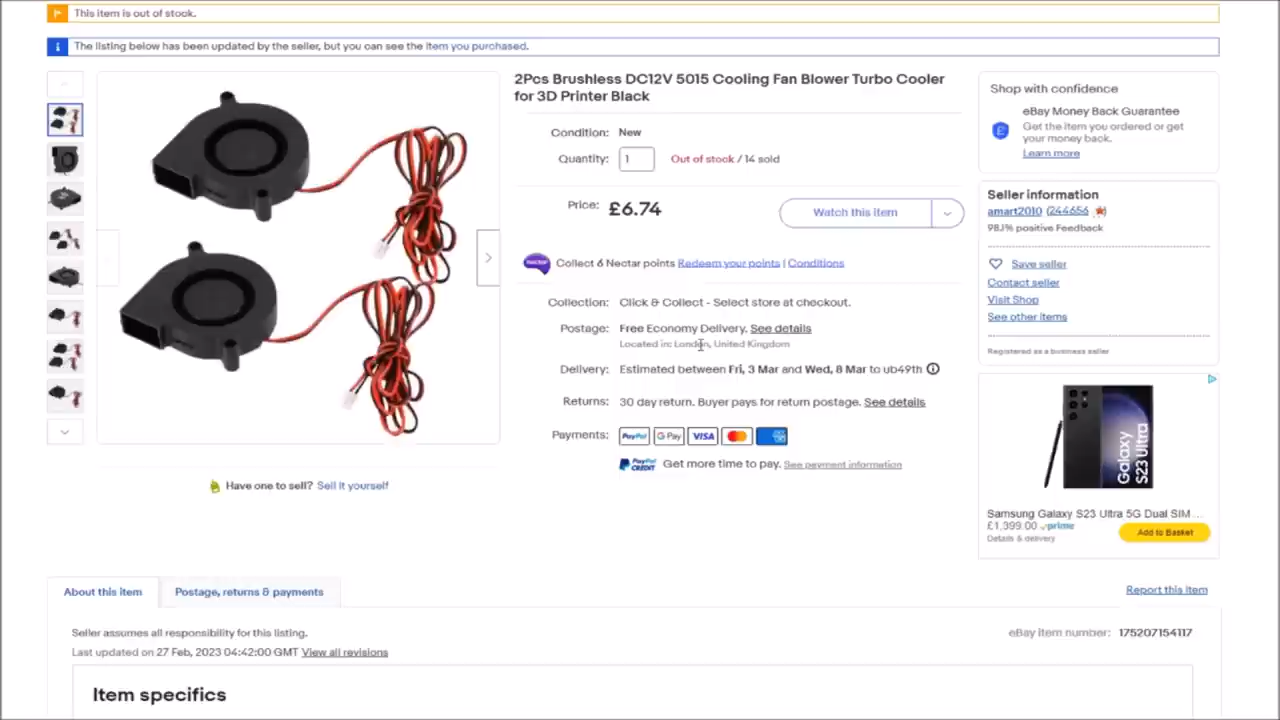 This item is out of stock.
The listing below has been updated by the seller, but you can see the item you purchased.
2Pcs Brushless DC12V 5015 Cooling Fan Blower Turbo Cooler
for 3D Printer Black
Condition: New
Quantity: 1 Out of stock / 14 sold
Price: £6.74
Watch this item
nectar Collect 6 Nectar points Redeem your points | Conditions
Collection: Click & Collect - Select store at checkout.
Postage: Free Economy Delivery. See details
Located in: London, United Kingdom
Delivery: Estimated between Fri, 3 Mar and Wed, 8 Mar to ub49th
Returns: 30 day return. Buyer pays for return postage. See details
Payments: PayPal G Pay VISA
PayPal CREDIT Get more time to pay. See payment information
Have one to sell? Sell it yourself
Shop with confidence
eBay Money Back Guarantee
Get the item you ordered or get
your money back.
Learn more
Seller information
amart2010 (244656)
98.1% positive Feedback
Save seller
Contact seller
Visit Shop
See other items
Registered as a business seller
Galaxy
S23 Ultra
Samsung Galaxy S23 Ultra 5G Dual SIM ...
£1,399.00 prime
Details & delivery
Add to Basket
About this item
Postage, returns & payments
Report this item
Seller assumes all responsibility for this listing.
Last updated on 27 Feb, 2023 04:42:00 GMT View all revisions
eBay item number: 175207154117
Item specifics